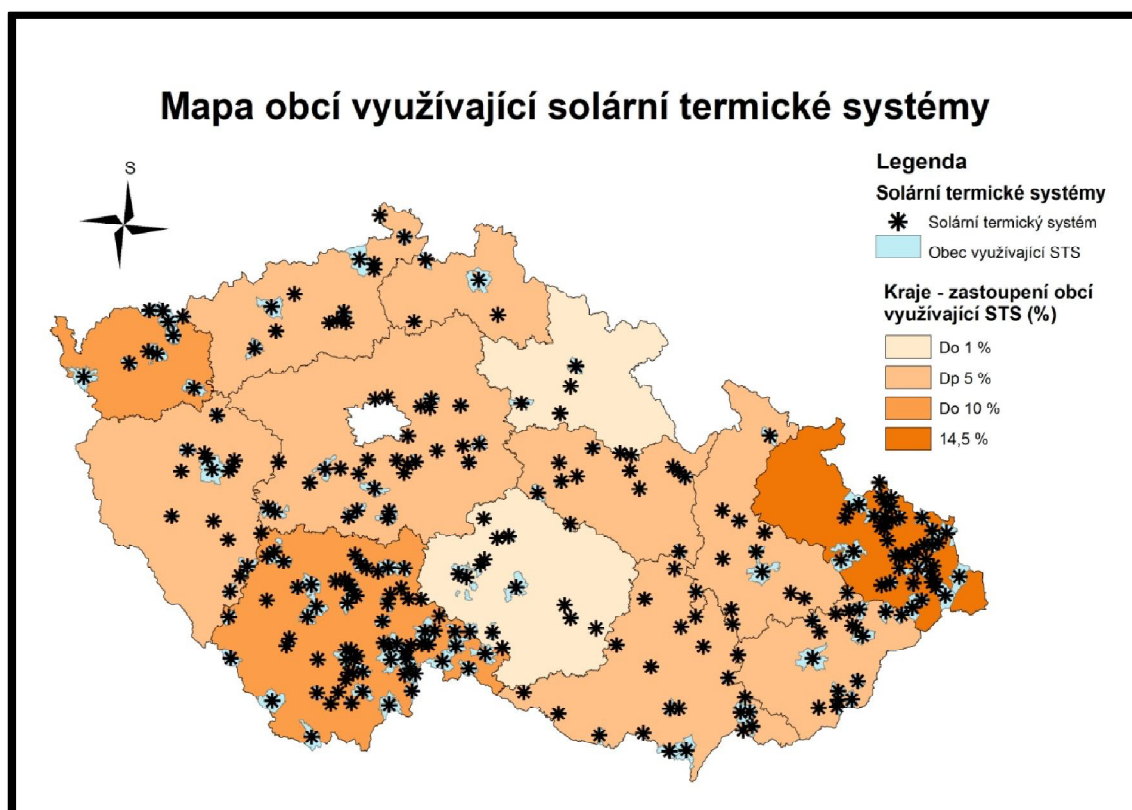 Mapa obcí využívající solární termické systémy
S
Legenda
Solární termické systémy
Solární termický systém
Obec využívající STS
Kraje - zastoupení obcí
využívající STS (%)
Do 1 %
Dp 5 %
Do 10 %
14,5 %